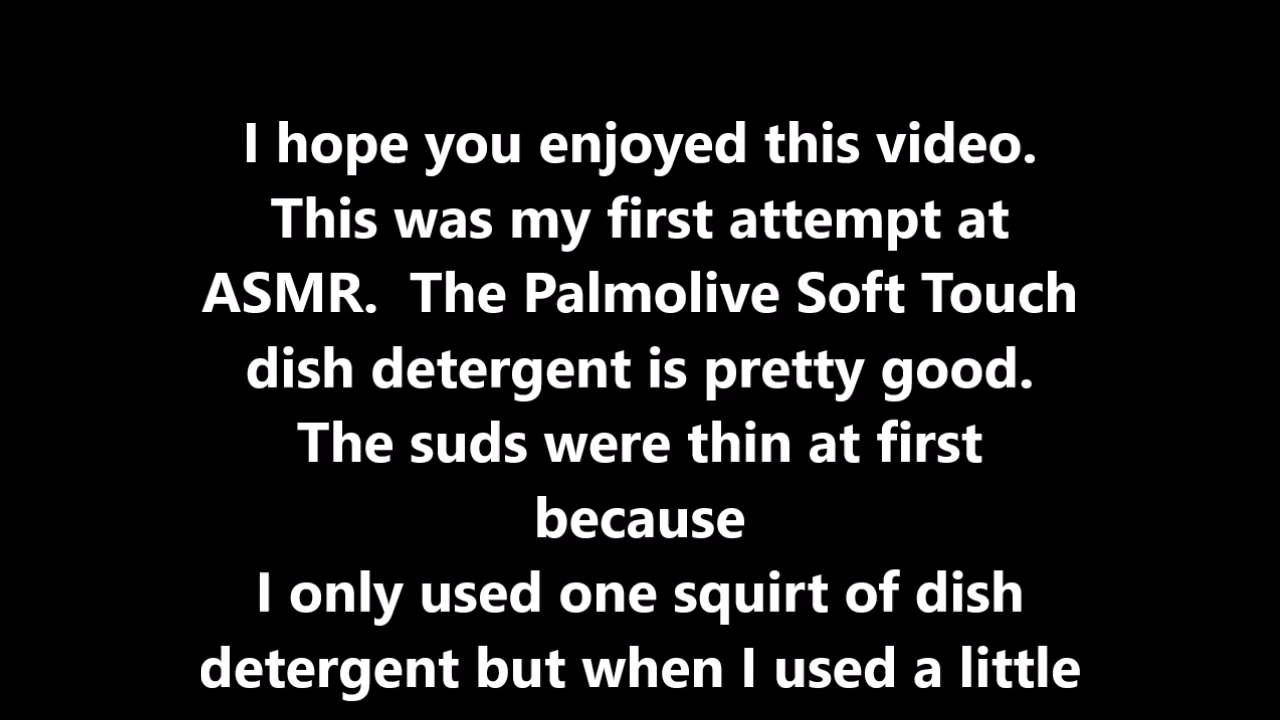 I hope you enjoyed this video.
This was my first attempt at
ASMR.  The Palmolive Soft Touch
dish detergent is pretty good.
The suds were thin at first
because
I only used one squirt of dish
detergent but when I used a little